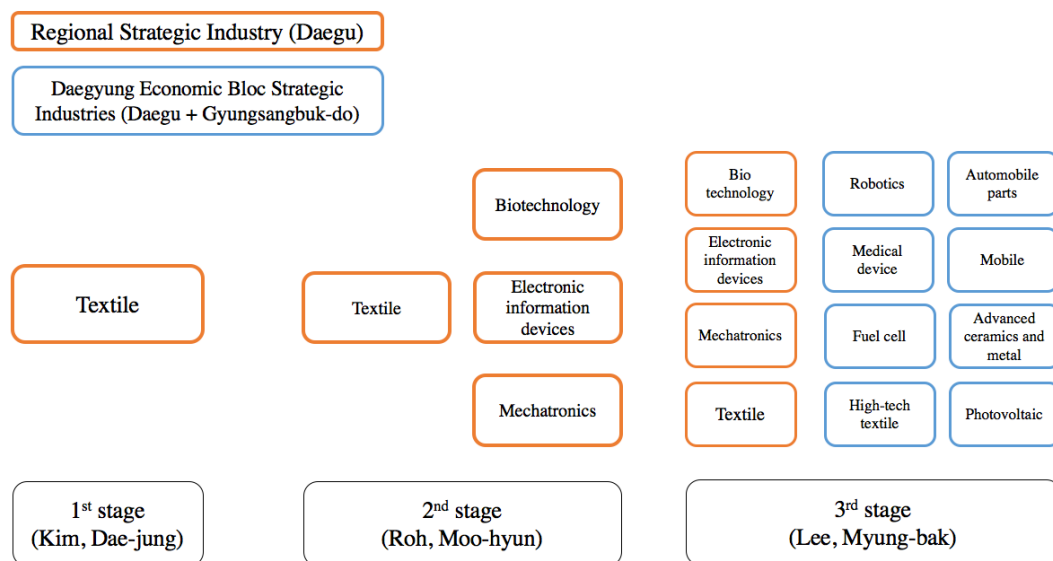 Regional Strategic Industry (Daegu)
Daegyung Economic Bloc Strategic
Industries (Daegu + Gyungsangbuk-do)
Textile
Textile
Biotechnology
Electronic
information
devices
Mechatronics
Bio
technology
Robotics
Automobile
parts
Electronic
information
devices
Medical
device
Mobile
Mechatronics
Fuel cell
Advanced
ceramics and
metal
Textile
High-tech
textile
Photovoltaic
1st stage
(Kim, Dae-jung)
2nd stage
(Roh, Moo-hyun)
3rd stage
(Lee, Myung-bak)